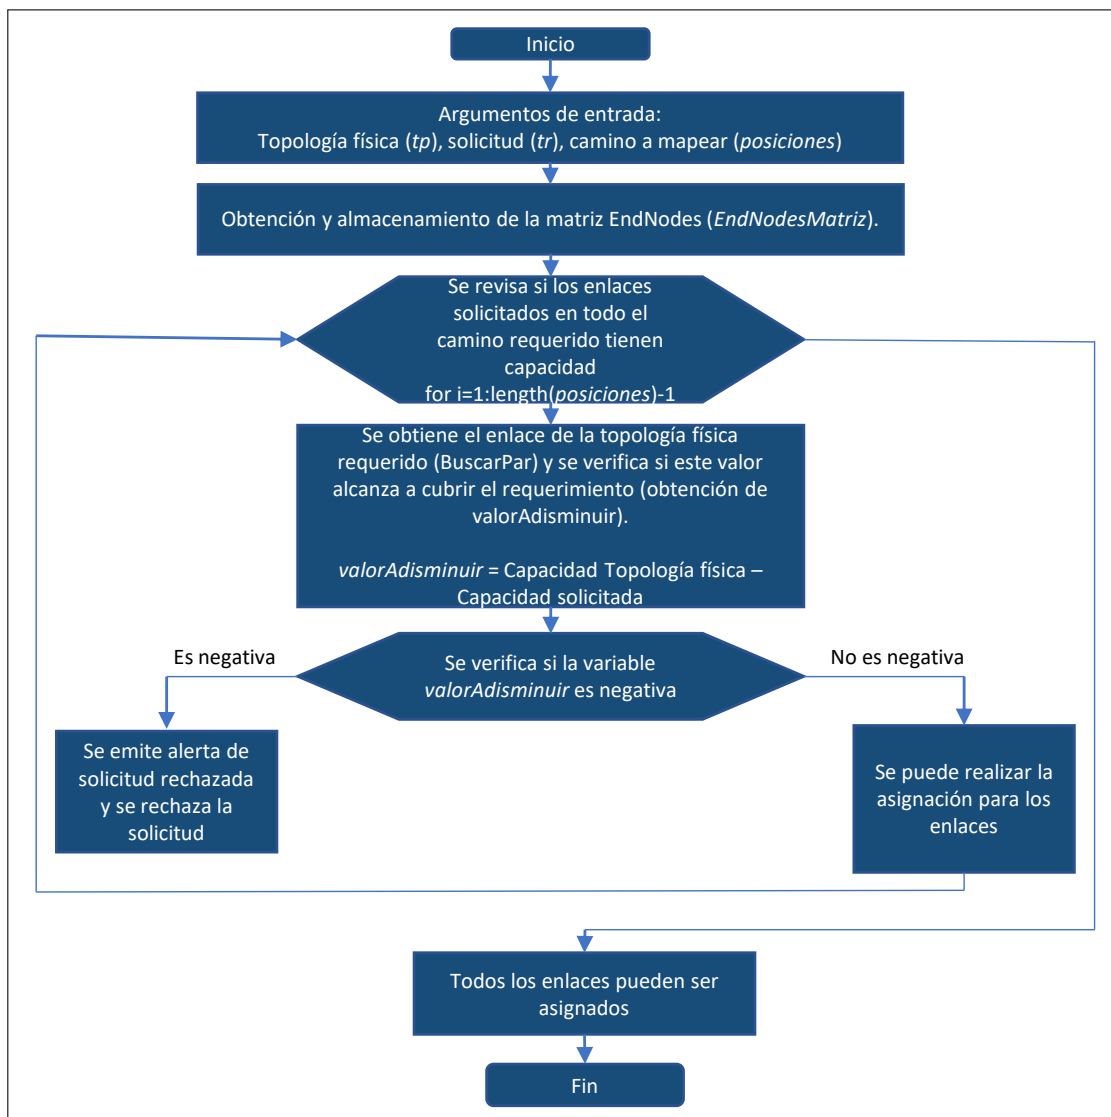 Inicio
Argumentos de entrada:
Topología física (tp), solicitud (tr), camino a mapear (posiciones)
Obtención y almacenamiento de la matriz EndNodes (EndNodesMatriz).
Se revisa si los enlaces
solicitados en todo el
camino requerido tienen
capacidad
for i=1:length(posiciones)-1
Se obtiene el enlace de la topología física
requerido (BuscarPar) y se verifica si este valor
alcanza a cubrir el requerimiento (obtención de
valorAdisminuir).
valorAdisminuir = Capacidad Topología física –
Capacidad solicitada
Es negativa
Se verifica si la variable
valorAdisminuir es negativa
No es negativa
Se emite alerta de
solicitud rechazada
y se rechaza la
solicitud
Se puede realizar la
asignación para los
enlaces
Todos los enlaces pueden ser
asignados
Fin